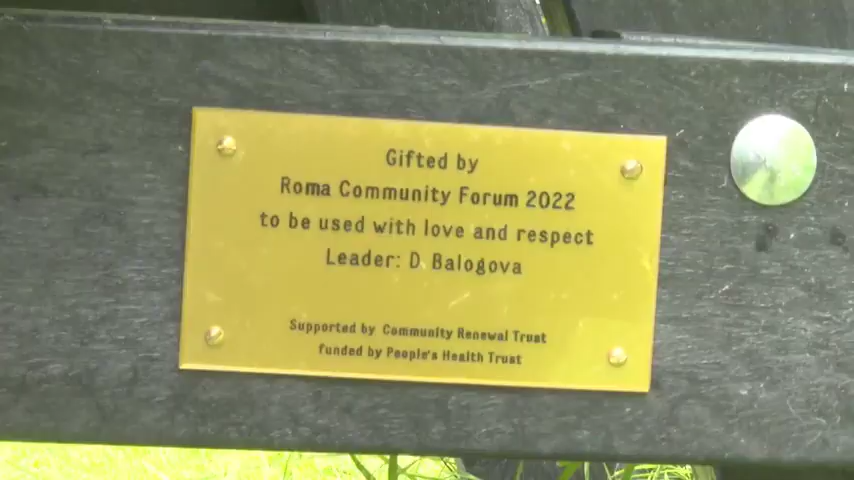 Gifted by
Roma Community Forum 2022
to be used with love and respect
Leader: D. Balogova
Supported by Community Renewal Trust
funded by People's Health Trust